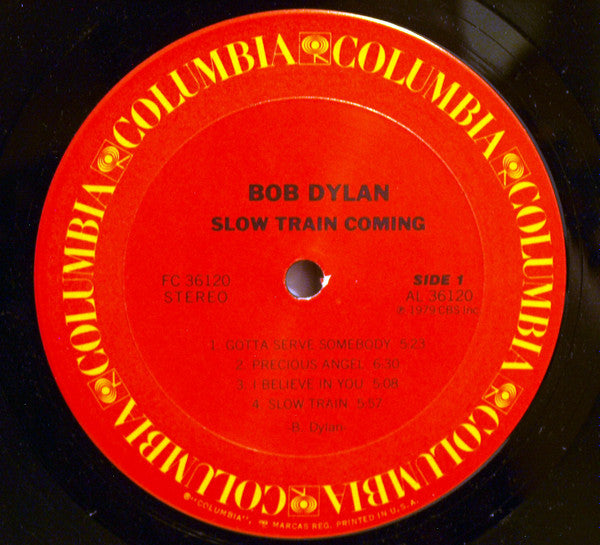 COLUMBIA COLUMBIA COLUMBIA COLUMBIA COLUMBIA COLUMBIA
BOB DYLAN
SLOW TRAIN COMING
FC 36120
STEREO
SIDE 1
AL 36120
℗ 1979 CBS Inc.
1. GOTTA SERVE SOMEBODY 5:23
2. PRECIOUS ANGEL 6:30
3. I BELIEVE IN YOU 5:08
4. SLOW TRAIN 5:57
B. Dylan
® "COLUMBIA", MARCAS REG. PRINTED IN U.S.A.